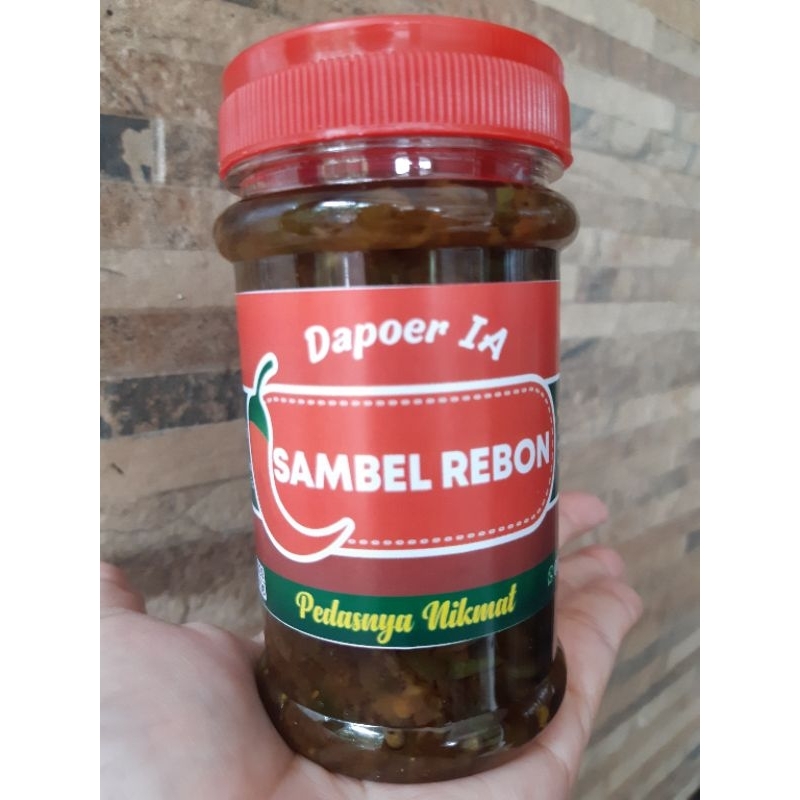 Dapoer IA
SAMBEL REBON
Pedasnya Nikmat